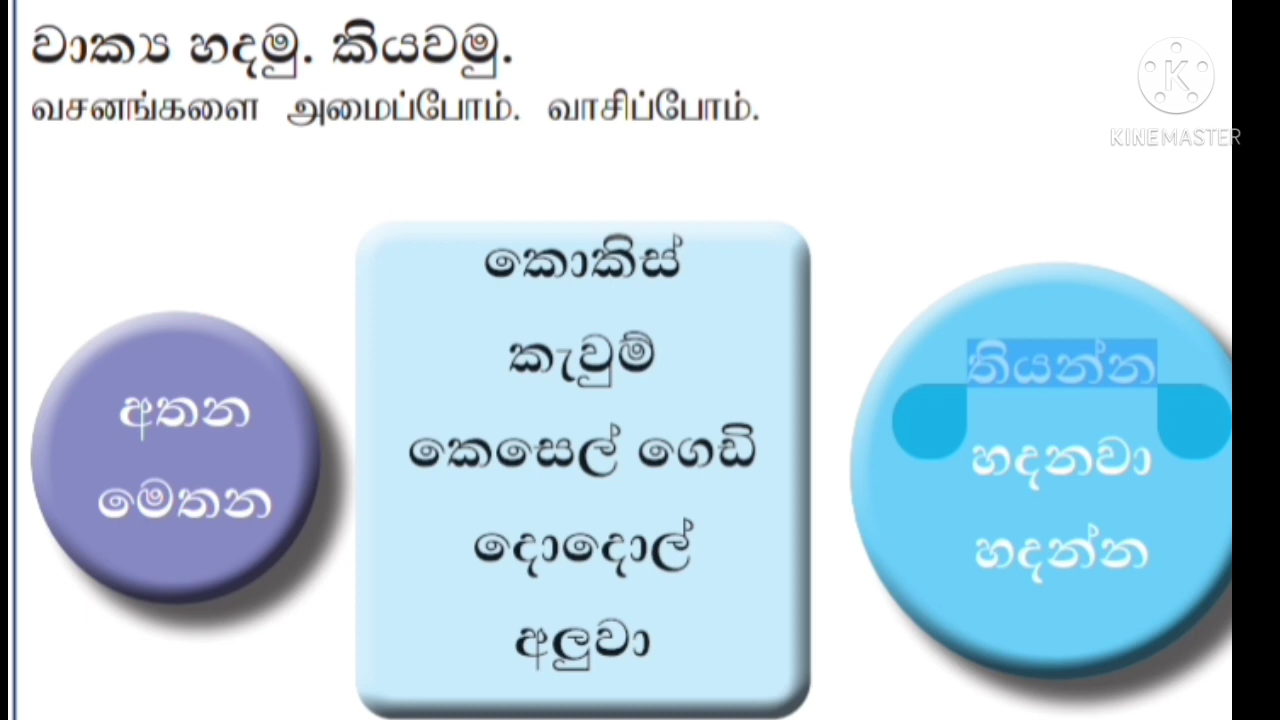 වාක්‍ය හදමු. කියවමු.
வசனங்களை அமைப்போம். வாசிப்போம்.
KINEMASTER
අතන
මෙතන
කොකිස්
කැවුම්
කෙසෙල් ගෙඩි
දොදොල්
අලුවා
තියන්න
හදනවා
හදන්න